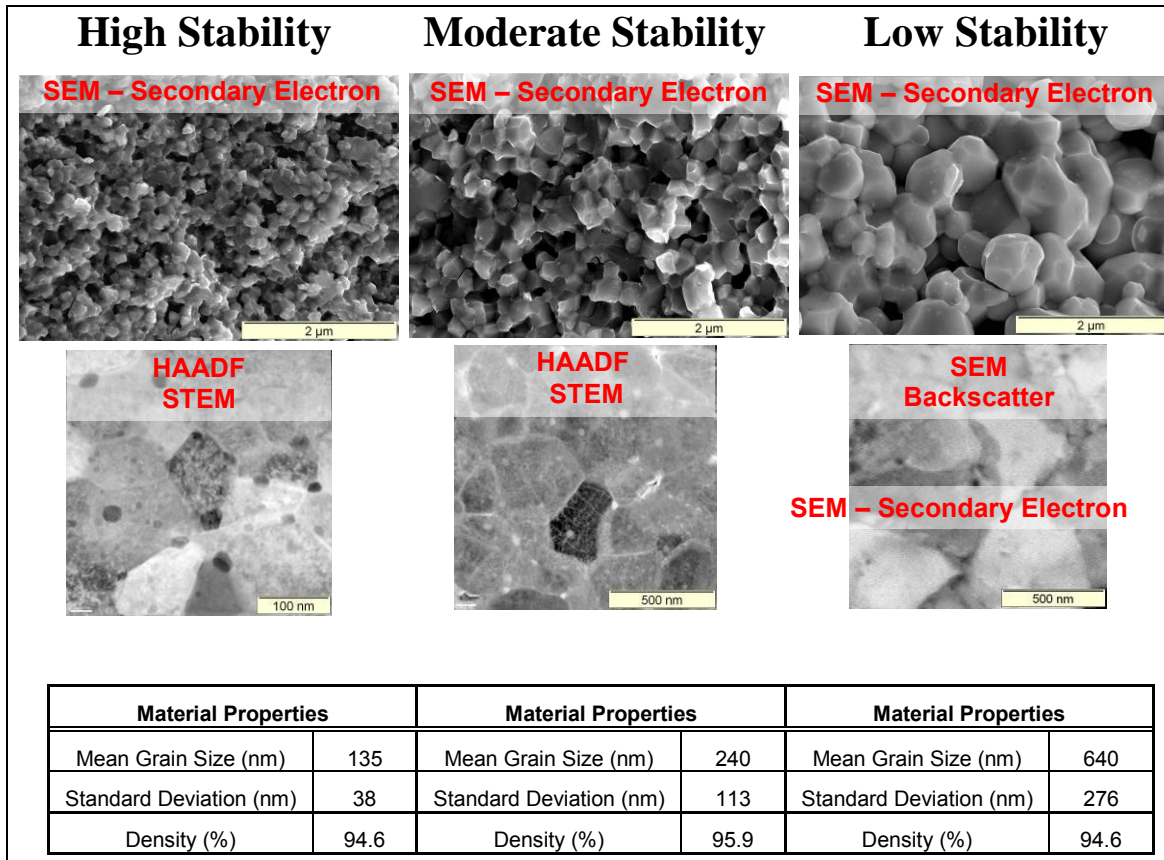 High Stability
Moderate Stability
Low Stability
SEM – Secondary Electron
SEM – Secondary Electron
SEM – Secondary Electron
2 µm
2 µm
2 µm
HAADF
STEM
HAADF
STEM
SEM
Backscatter
SEM – Secondary Electron
100 nm
500 nm
500 nm
Material Properties Material Properties Material Properties
Mean Grain Size (nm) 135 Mean Grain Size (nm) 240 Mean Grain Size (nm) 640
Standard Deviation (nm) 38 Standard Deviation (nm) 113 Standard Deviation (nm) 276
Density (%) 94.6 Density (%) 95.9 Density (%) 94.6